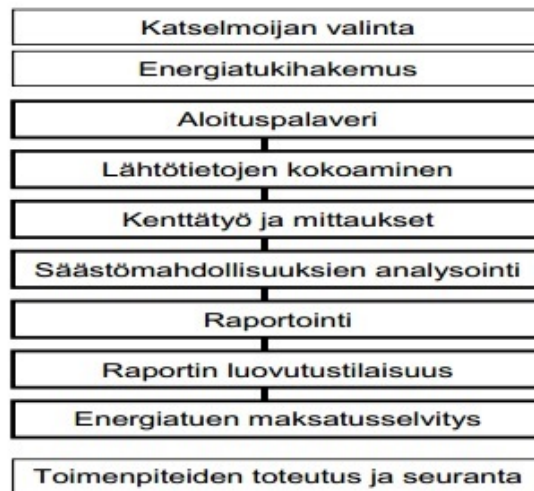 Katselmoijan valinta
Energiatukihakemus
Aloituspalaveri
Lähtötietojen kokoaminen
Kenttätyö ja mittaukset
Säästömahdollisuuksien analysointi
Raportointi
Raportin luovutustilaisuus
Energiatuen maksatusselvitys
Toimenpiteiden toteutus ja seuranta